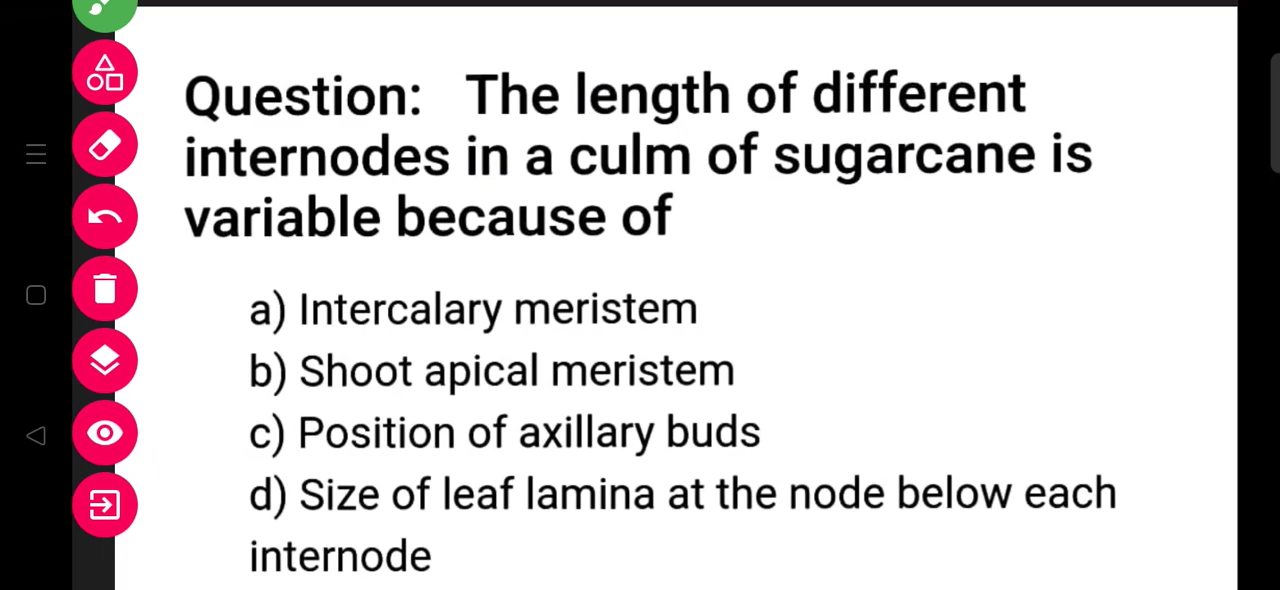 Question: The length of different
internodes in a culm of sugarcane is
variable because of
a) Intercalary meristem
b) Shoot apical meristem
c) Position of axillary buds
d) Size of leaf lamina at the node below each
internode